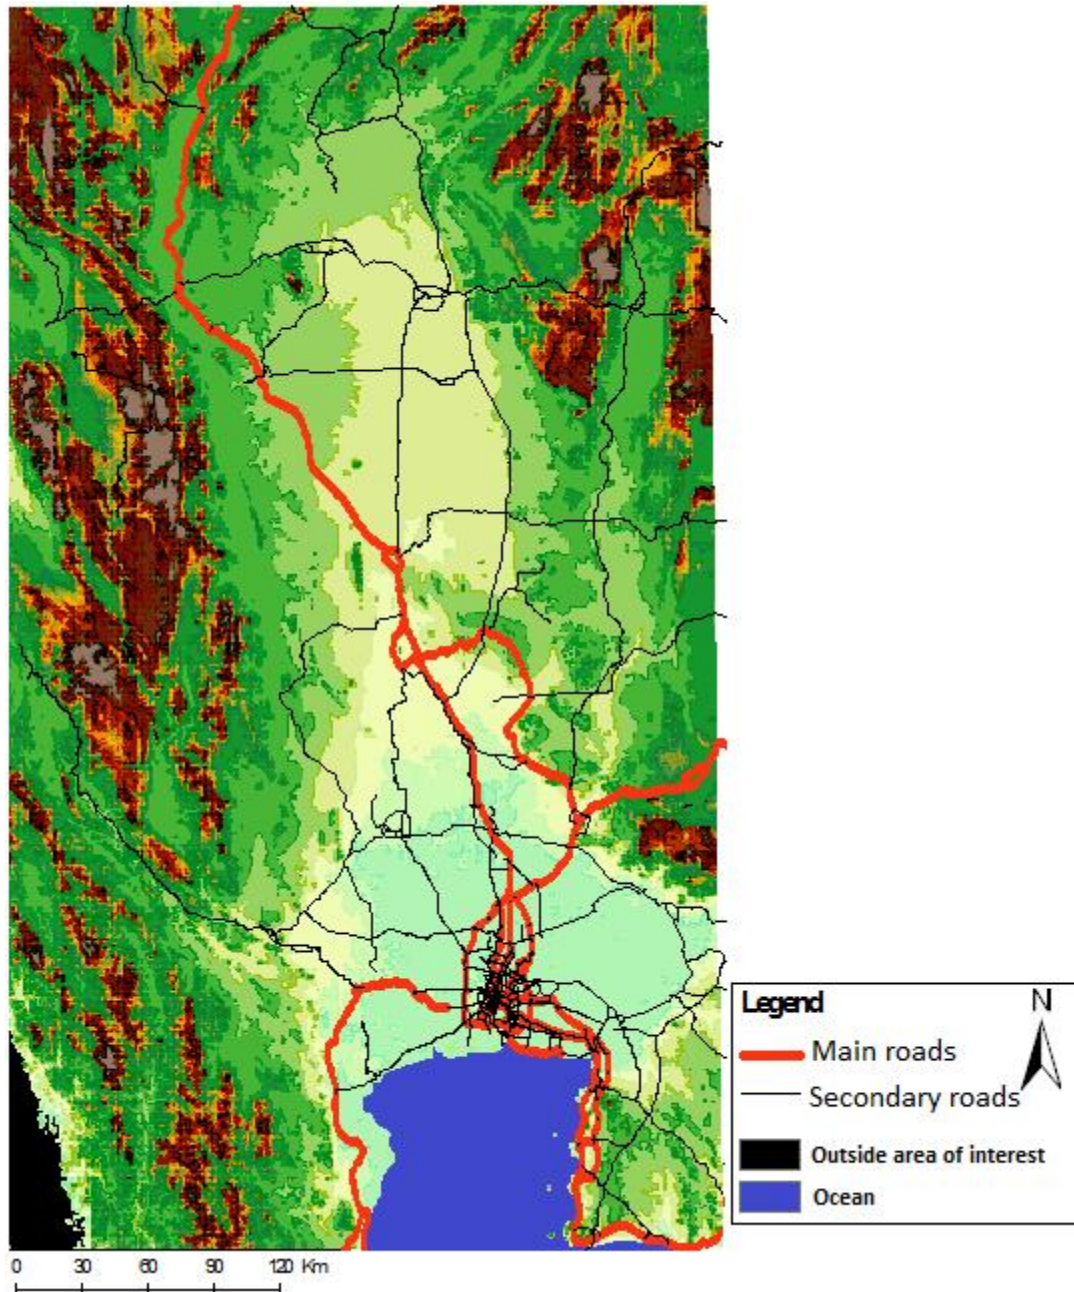 Legend
N
Main roads
Secondary roads
Outside area of interest
Ocean
0 30 60 90 120 Km